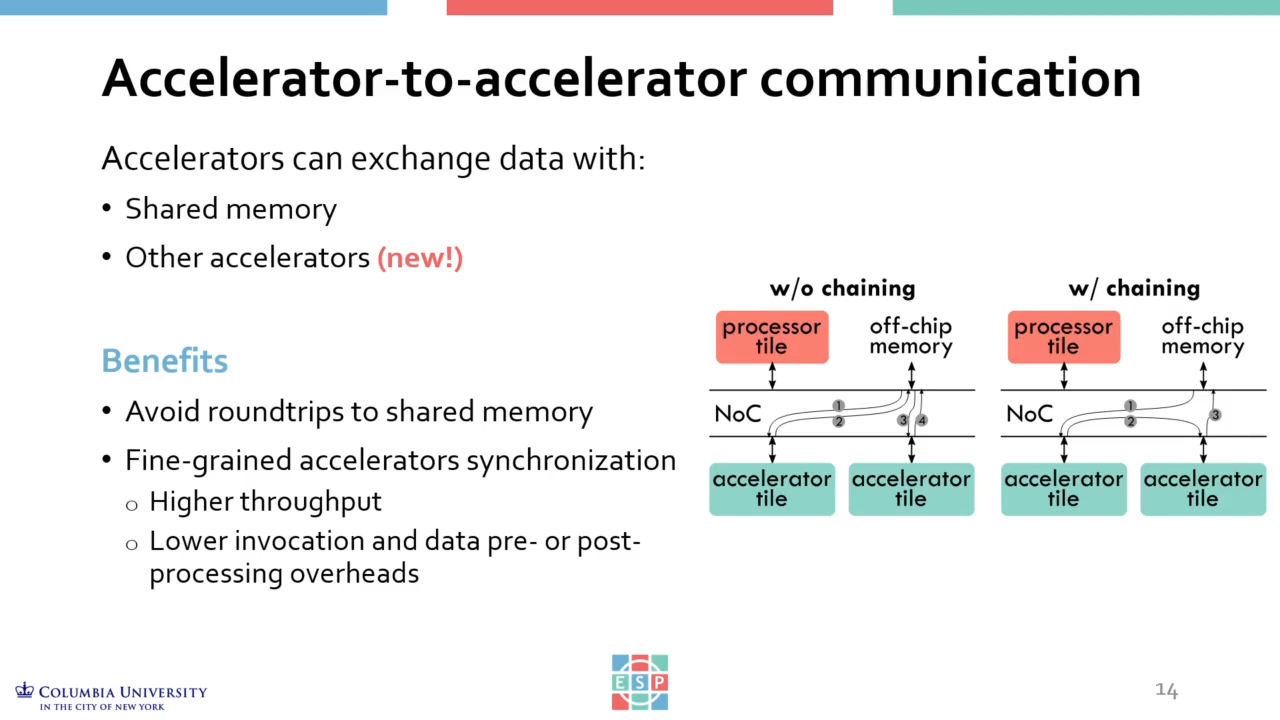 Accelerator-to-accelerator communication
Accelerators can exchange data with:
• Shared memory
• Other accelerators (new!)
Benefits
• Avoid roundtrips to shared memory
• Fine-grained accelerators synchronization
o Higher throughput
o Lower invocation and data pre- or post-
processing overheads
w/o chaining
processor
tile
off-chip
memory
NoC
1
2
3
4
accelerator
tile
accelerator
tile
w/ chaining
processor
tile
off-chip
memory
NoC
1
2
3
accelerator
tile
accelerator
tile
COLUMBIA UNIVERSITY
IN THE CITY OF NEW YORK
ESP
14